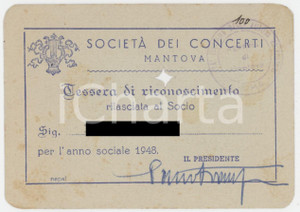 100
SOCIETÀ DEI CONCERTI
MANTOVA
Tessera di riconoscimento
rilasciata al Socio
Sig.
per l'anno sociale 1948.
IL PRESIDENTE